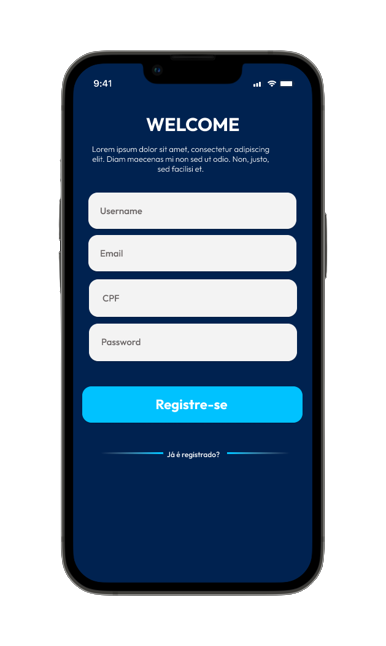 9:41
WELCOME
Lorem ipsum dolor sit amet, consectetur adipiscing
elit. Diam maecenas mi non sed ut odio. Non, justo,
sed facilisi et.
Username
Email
CPF
Password
Registre-se
Já é registrado?